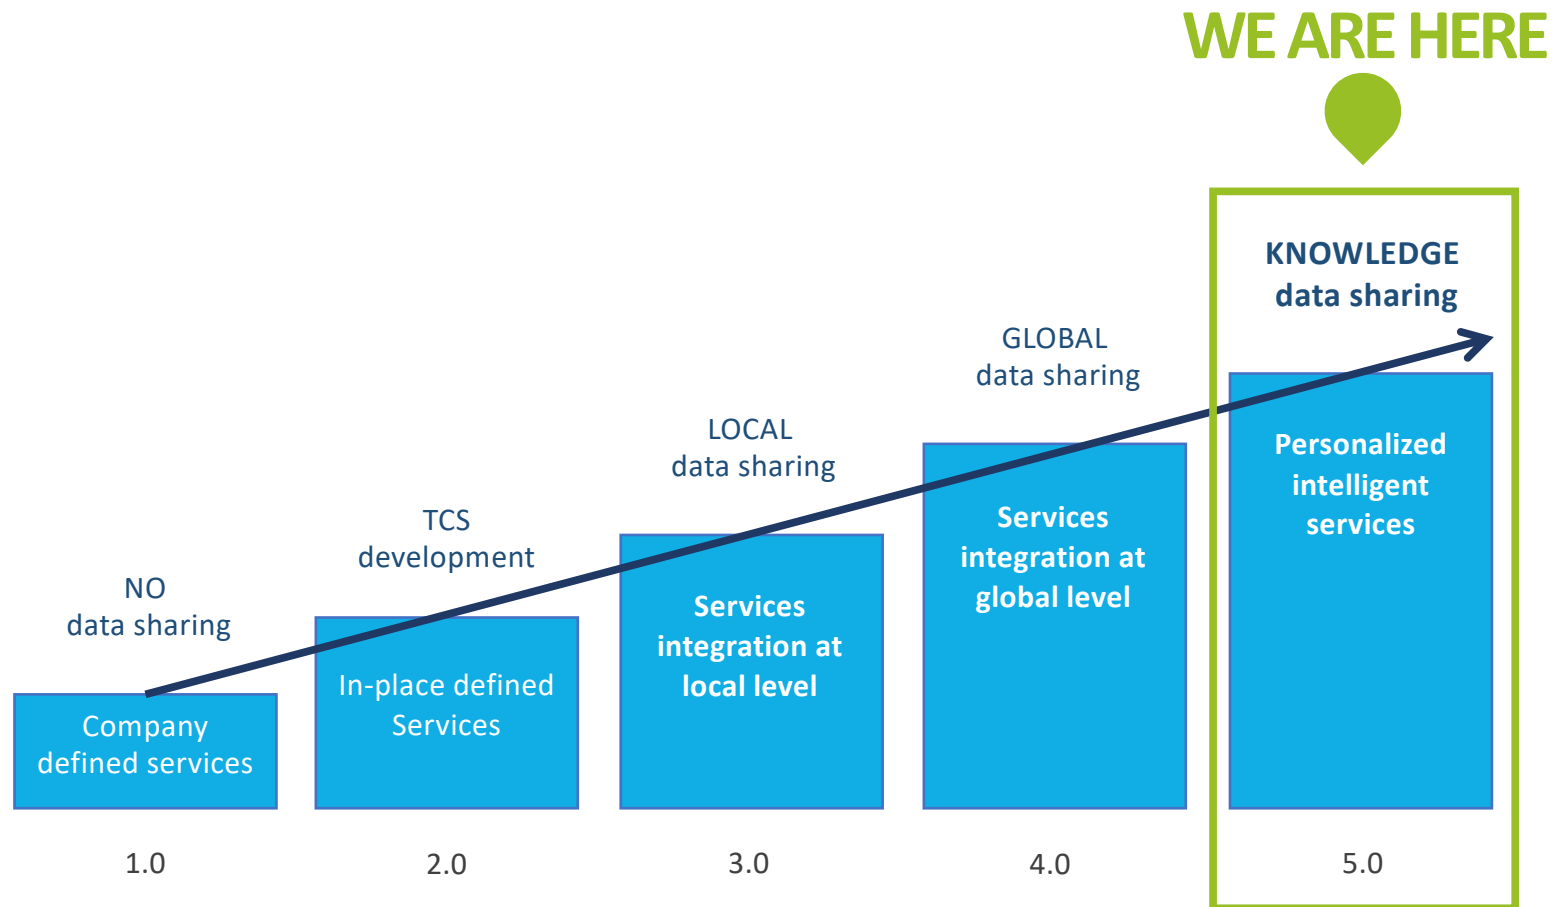 WE ARE HERE
KNOWLEDGE
data sharing
GLOBAL
data sharing
LOCAL
data sharing
TCS
development
NO
data sharing
Company
defined services
In-place defined
Services
Services
integration at
local level
Services
integration at
global level
Personalized
intelligent
services
1.0
2.0
3.0
4.0
5.0